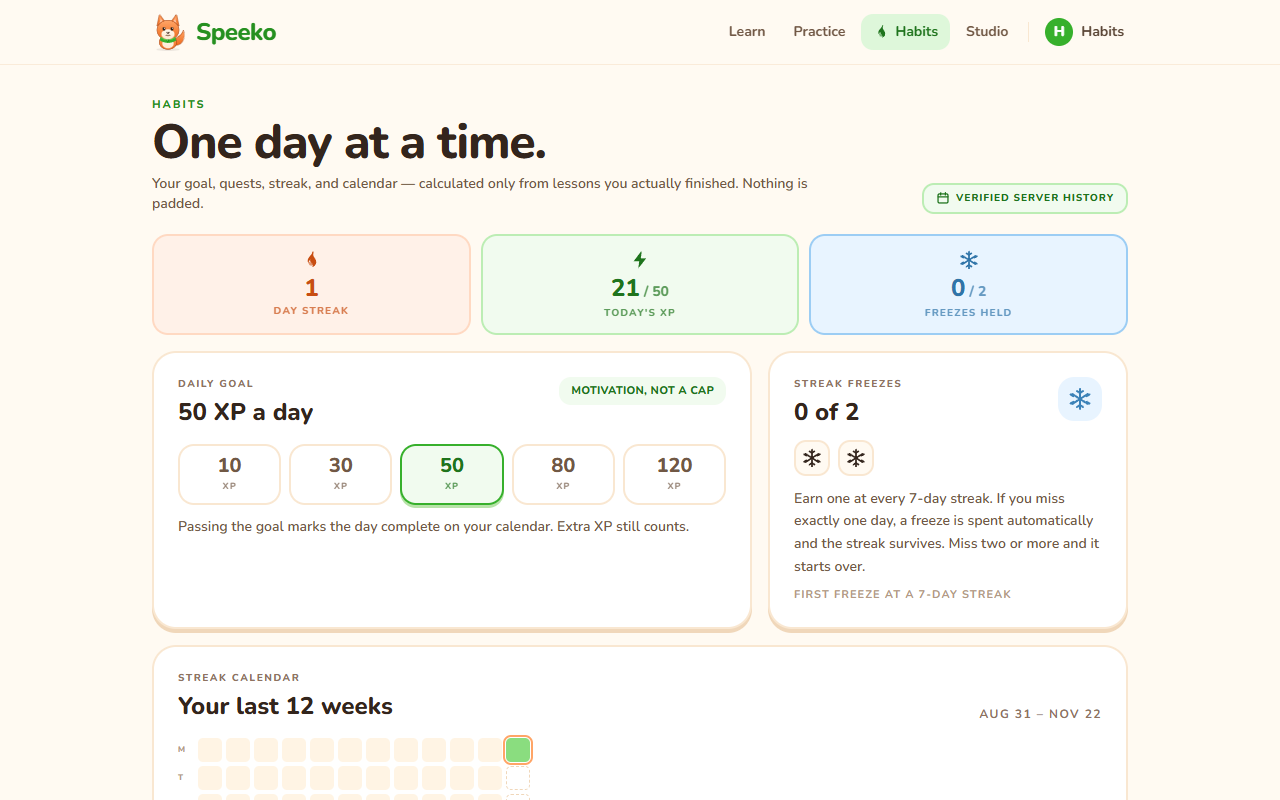 Speeko
Learn
Practice
Habits
Studio
H
Habits
HABITS
One day at a time.
Your goal, quests, streak, and calendar — calculated only from lessons you actually finished. Nothing is
padded.
VERIFIED SERVER HISTORY
1
DAY STREAK
21 / 50
TODAY'S XP
0 / 2
FREEZES HELD
DAILY GOAL
50 XP a day
MOTIVATION, NOT A CAP
10
XP
30
XP
50
XP
80
XP
120
XP
Passing the goal marks the day complete on your calendar. Extra XP still counts.
STREAK FREEZES
0 of 2
Earn one at every 7-day streak. If you miss
exactly one day, a freeze is spent automatically
and the streak survives. Miss two or more and it
starts over.
FIRST FREEZE AT A 7-DAY STREAK
STREAK CALENDAR
Your last 12 weeks
AUG 31 – NOV 22
M
T